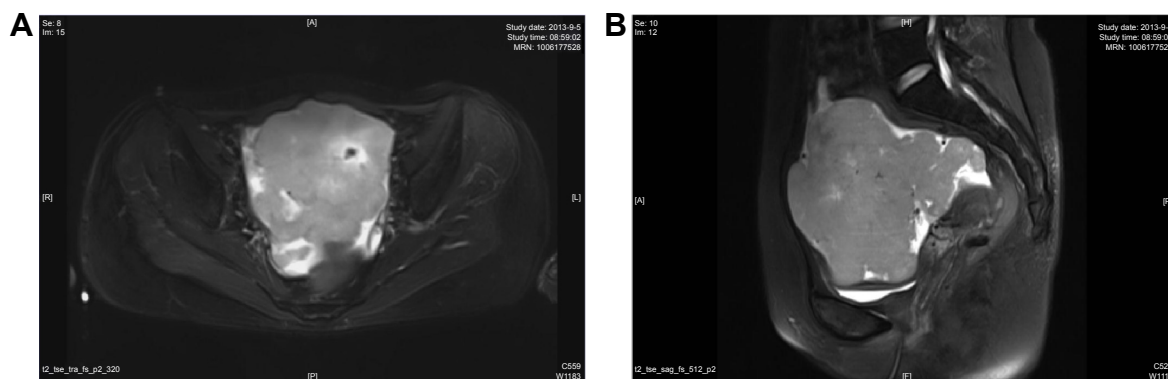 A
Se: 8
Im: 15
[A]
Study date: 2013-9-5
Study time: 08:59:02
MRN: 1006177528
[R]
[L]
t2_tse_tra_fs_p2_320
[P]
C559
W1183
B
Se: 10
Im: 12
[H]
Study date: 2013-9-
Study time: 08:59:0
MRN: 100617752
[A]
t2_tse_sag_fs_512_p2
[F]
C52
W111